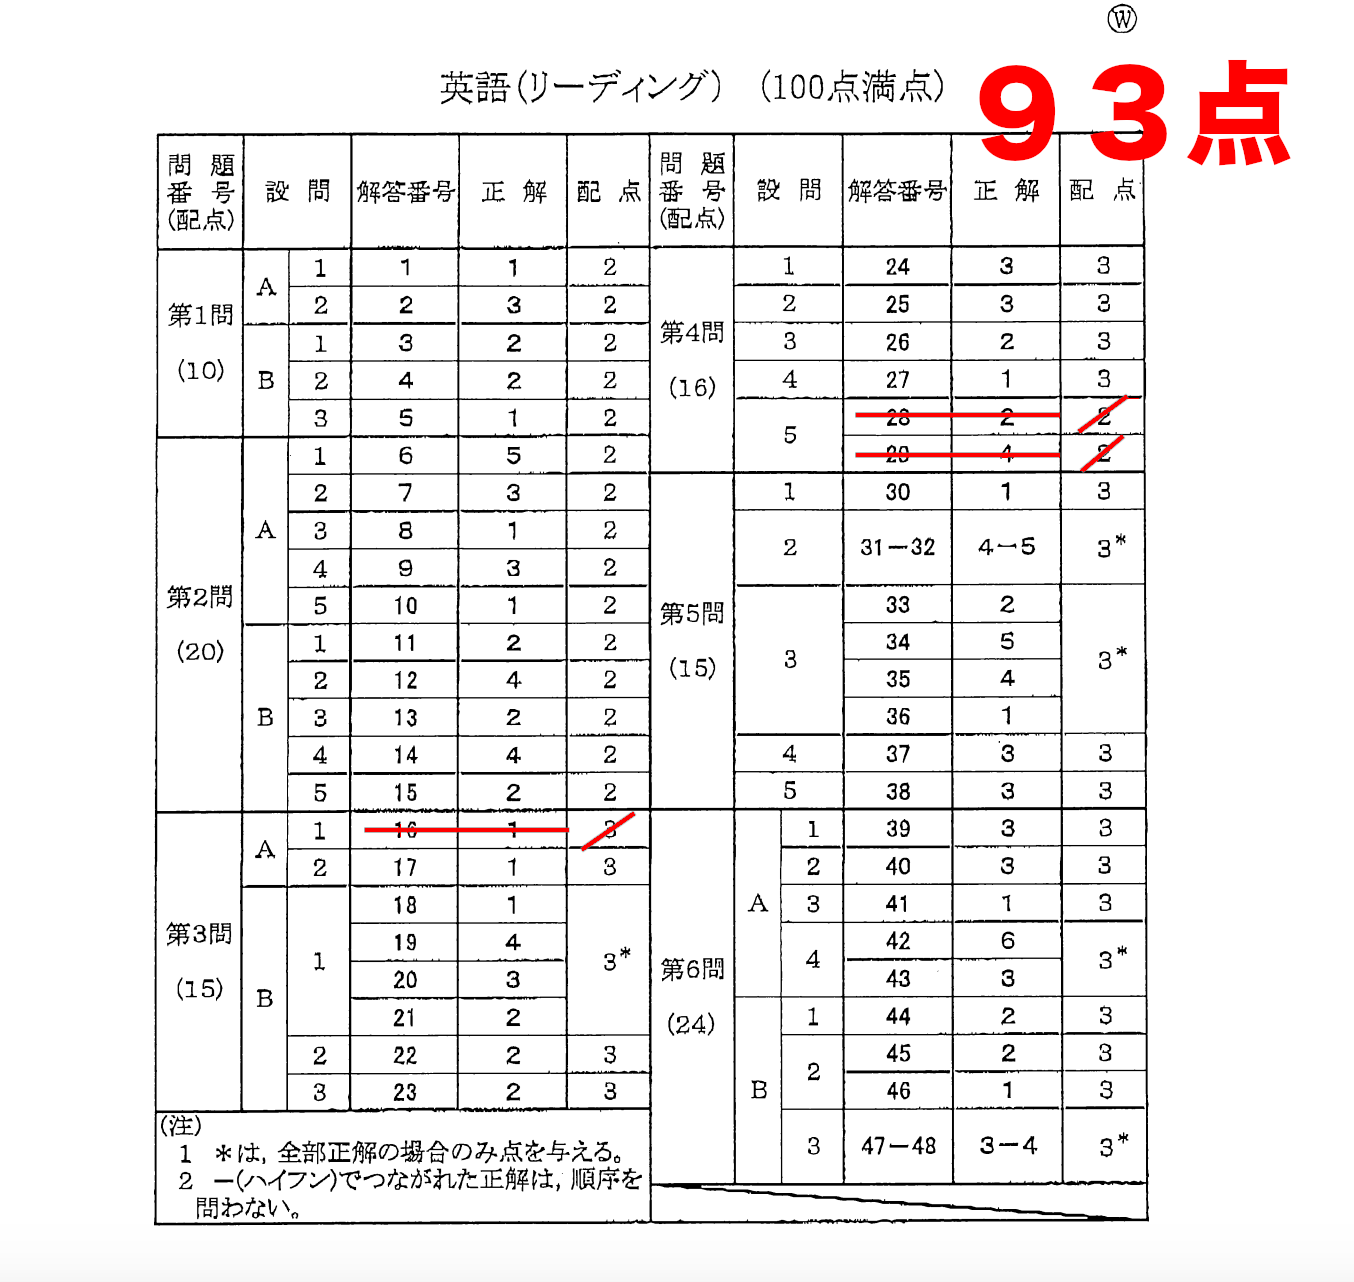 Ⓦ
英語(リーディング) (100点満点)
93点
問題番号(配点) 設問 解答番号 正解 配点
第1問 (10)
A 1 1 1 2
2 2 3 2
B 1 3 2 2
2 4 2 2
3 5 1 2
第2問 (20)
A 1 6 5 2
2 7 3 2
3 8 1 2
4 9 3 2
5 10 1 2
B 1 11 2 2
2 12 4 2
3 13 2 2
4 14 4 2
5 15 2 2
第3問 (15)
A 1 16 1 3
2 17 1 3
B 1 18 1 3*
19 4
20 3
21 2
2 22 2 3
3 23 2 3
(注)
1 *は,全部正解の場合のみ点を与える。
2 -(ハイフン)でつながれた正解は,順序を
問わない。
問題番号(配点) 設問 解答番号 正解 配点
第4問 (16)
1 24 3 3
2 25 3 3
3 26 2 3
4 27 1 3
5 28 2 2
29 4 2
第5問 (15)
1 30 1 3
2 31-32 4-5 3*
3 33 2 3*
34 5
35 4
36 1
4 37 3 3
5 38 3 3
第6問 (24)
A 1 39 3 3
2 40 3 3
3 41 1 3
4 42 6 3*
43 3
B 1 44 2 3
2 45 2 3
46 1 3
3 47-48 3-4 3*